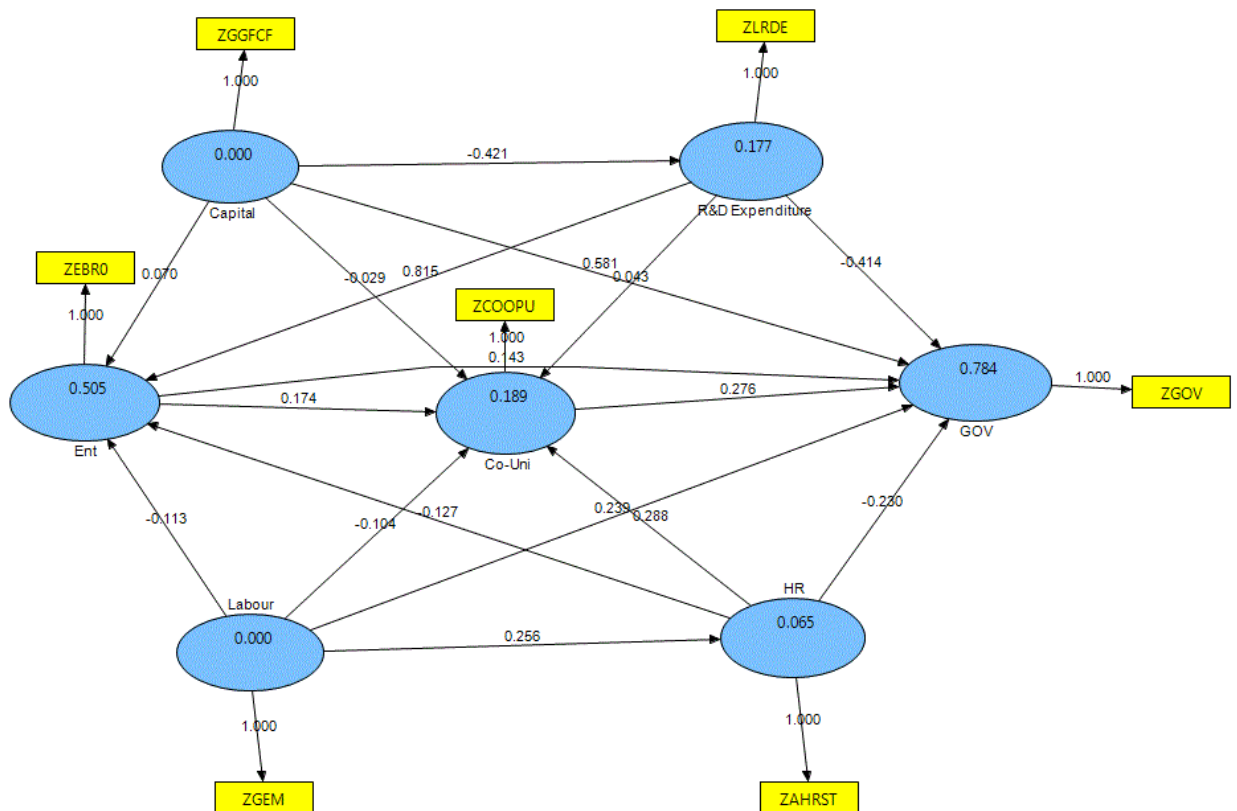 ZGGFCF
ZLRDE
1.000
1.000
0.000
0.177
-0.421
Capital
R&D Expenditure
ZEBR0
0.070
-0.029
0.815
0.581
0.043
-0.414
ZCOOPU
1.000
1.000
0.143
0.505
0.174
0.189
0.276
0.784
1.000
ZGOV
Ent
Co-Uni
GOV
-0.113
-0.104
-0.127
0.239
0.288
-0.230
Labour
HR
0.000
0.256
0.065
1.000
1.000
ZGEM
ZAHRST